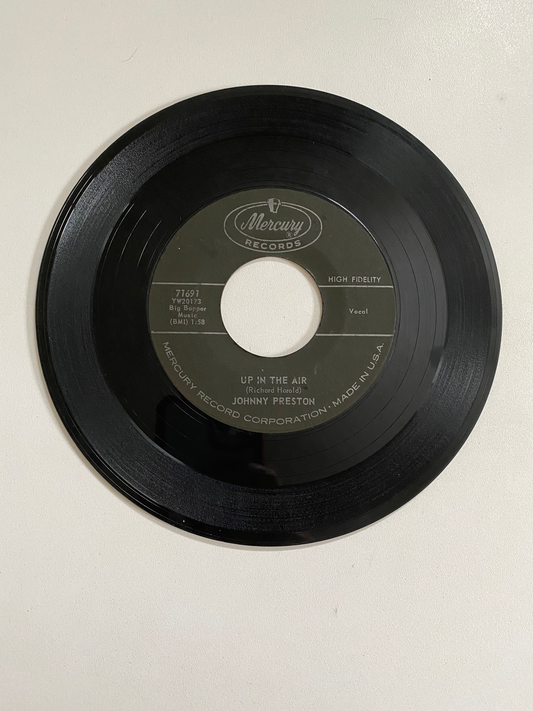 Mercury
RECORDS
HIGH FIDELITY
71691
YW20173
Big Bopper
Music
(BMI) 1:58
Vocal
UP IN THE AIR
(Richard Harold)
JOHNNY PRESTON
MERCURY RECORD CORPORATION • MADE IN U.S.A.